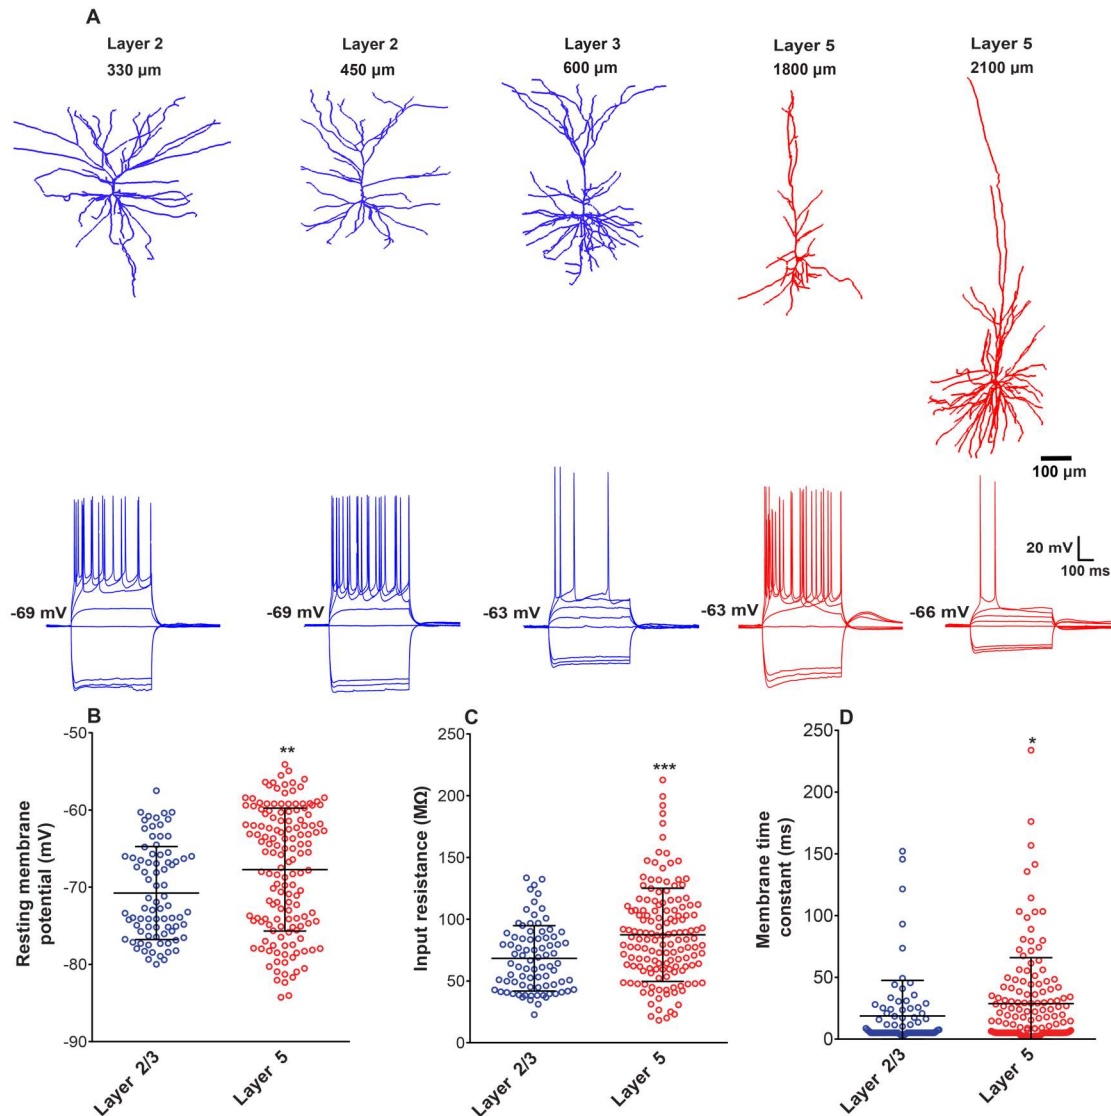 A
Layer 2
330 µm
Layer 2
450 µm
Layer 3
600 µm
Layer 5
1800 µm
Layer 5
2100 µm
100 µm
20 mV
100 ms
-69 mV
-69 mV
-63 mV
-63 mV
-66 mV
B
-50
-60
-70
-80
-90
Resting membrane
potential (mV)
**
Layer 2/3
Layer 5
C
250
200
150
100
50
0
Input resistance (MΩ)
***
Layer 2/3
Layer 5
D
250
200
150
100
50
0
Membrane time
constant (ms)
*
Layer 2/3
Layer 5